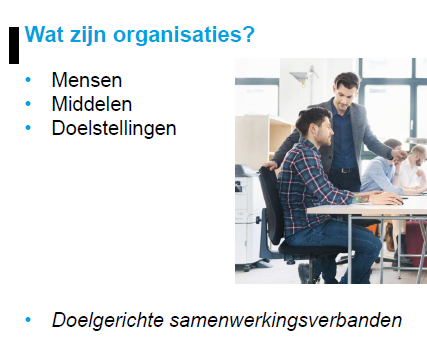 Wat zijn organisaties?
• Mensen
• Middelen
• Doelstellingen
• Doelgerichte samenwerkingsverbanden